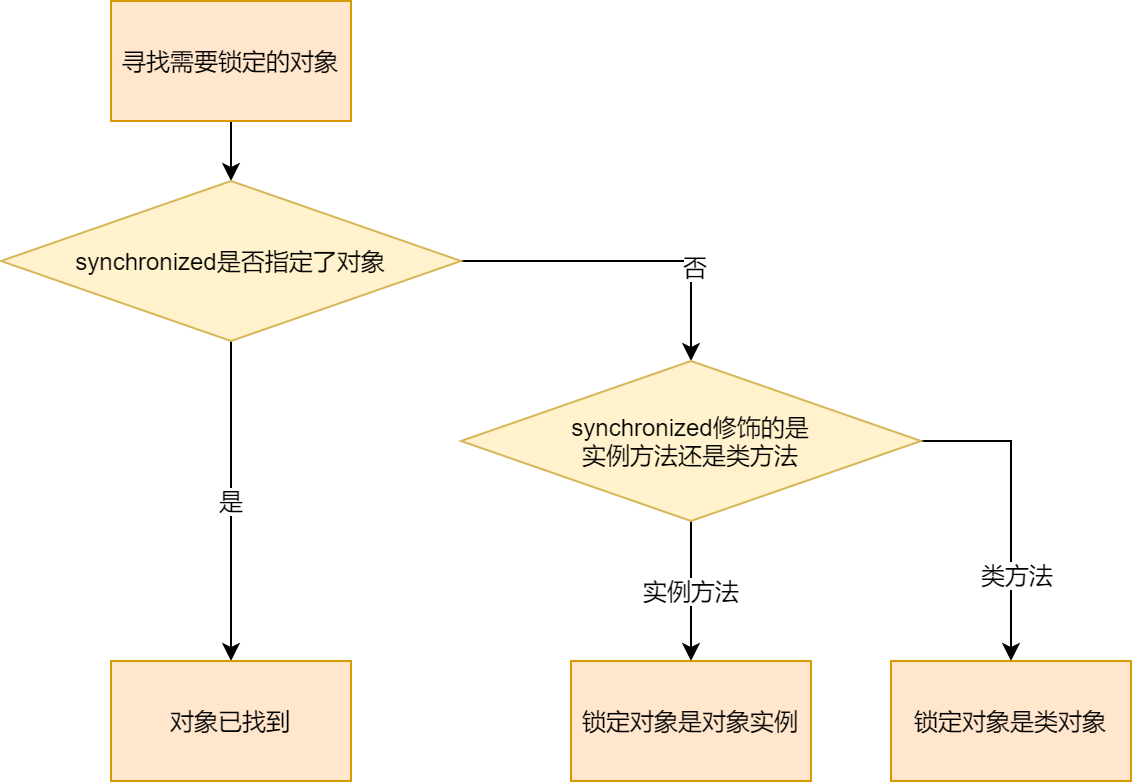 寻找需要锁定的对象
synchronized是否指定了对象
否
synchronized修饰的是
实例方法还是类方法
是
实例方法
类方法
对象已找到
锁定对象是对象实例
锁定对象是类对象